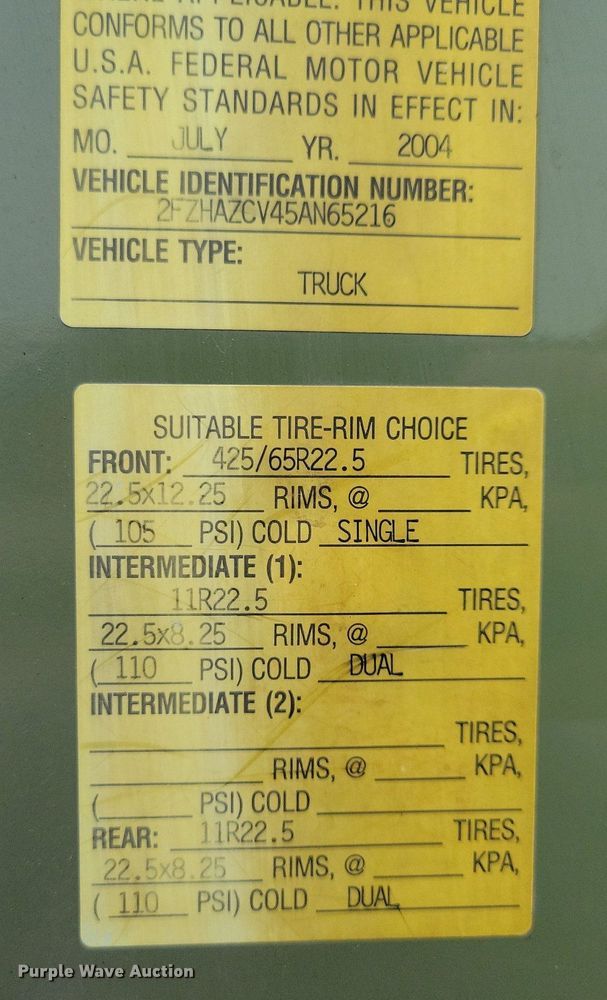 APPLICABLE. THIS VEHICLE
CONFORMS TO ALL OTHER APPLICABLE
U.S.A. FEDERAL MOTOR VEHICLE
SAFETY STANDARDS IN EFFECT IN:
MO. JULY YR. 2004
VEHICLE IDENTIFICATION NUMBER:
2FZHAZCV45AN65216
VEHICLE TYPE:
TRUCK
SUITABLE TIRE-RIM CHOICE
FRONT: 425/65R22.5 TIRES,
22.5x12.25 RIMS, @ KPA,
( 105 PSI) COLD SINGLE
INTERMEDIATE (1):
11R22.5 TIRES,
22.5x8.25 RIMS, @ KPA,
( 110 PSI) COLD DUAL
INTERMEDIATE (2):
TIRES,
RIMS, @ KPA,
( PSI) COLD
REAR: 11R22.5 TIRES,
22.5x8.25 RIMS, @ KPA,
( 110 PSI) COLD DUAL
Purple Wave Auction